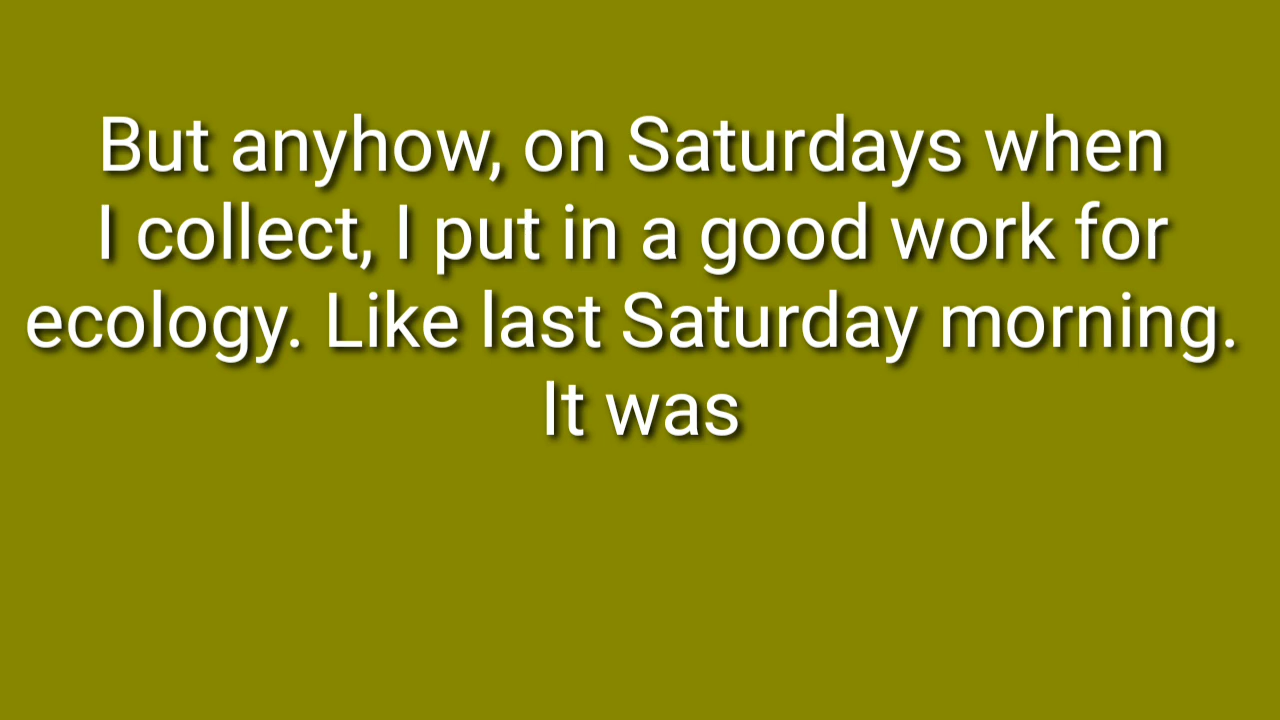 But anyhow, on Saturdays when
I collect, I put in a good work for
ecology. Like last Saturday morning.
It was